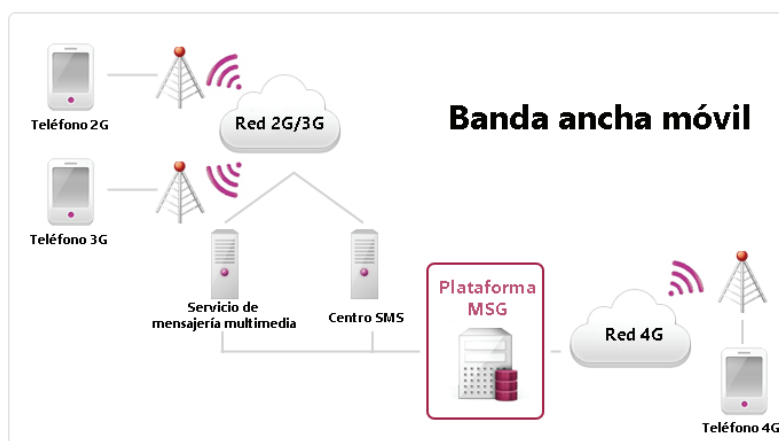 Banda ancha móvil
Teléfono 2G
Red 2G/3G
Teléfono 3G
Servicio de
mensajería multimedia
Centro SMS
Plataforma
MSG
Red 4G
Teléfono 4G